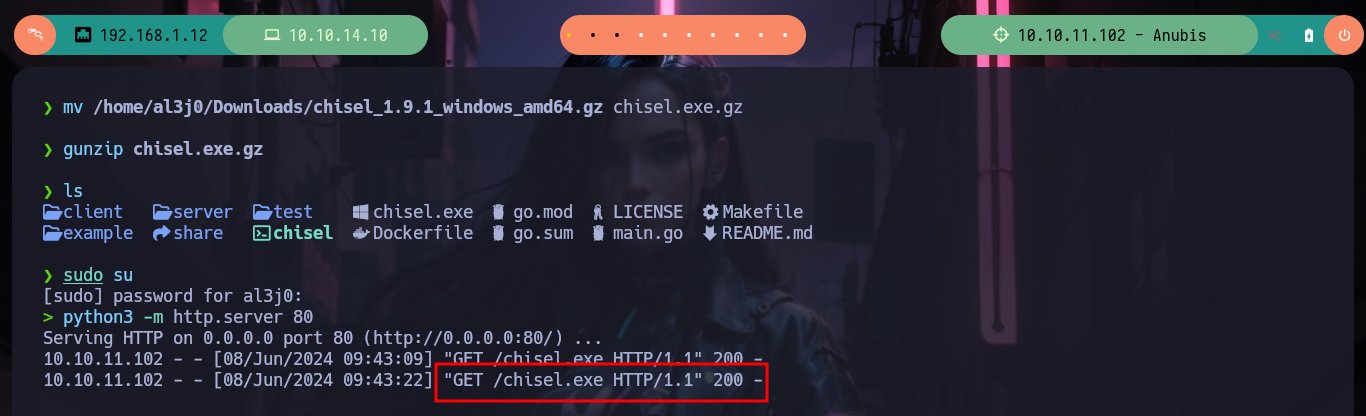 192.168.1.12 10.10.14.10 10.10.11.102 - Anubis
❯ mv /home/al3j0/Downloads/chisel_1.9.1_windows_amd64.gz chisel.exe.gz
❯ gunzip chisel.exe.gz
❯ ls
client server test chisel.exe go.mod LICENSE Makefile
example share chisel Dockerfile go.sum main.go README.md
❯ sudo su
[sudo] password for al3j0:
> python3 -m http.server 80
Serving HTTP on 0.0.0.0 port 80 (http://0.0.0.0:80/) ...
10.10.11.102 - - [08/Jun/2024 09:43:09] "GET /chisel.exe HTTP/1.1" 200 -
10.10.11.102 - - [08/Jun/2024 09:43:22] "GET /chisel.exe HTTP/1.1" 200 -